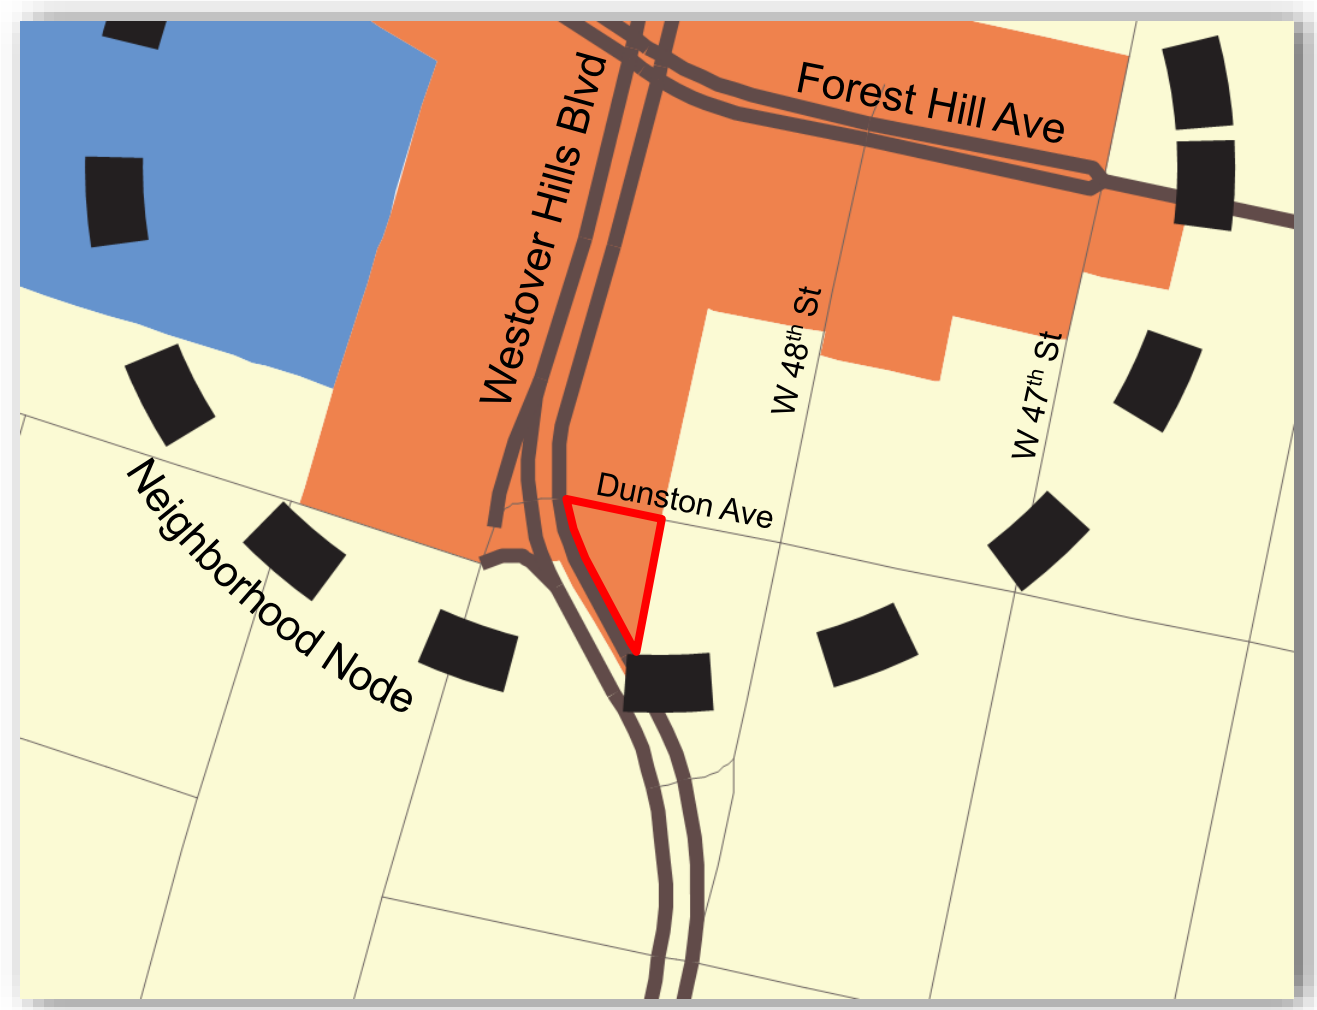 Forest Hill Ave
Westover Hills Blvd
W 48th St
W 47th St
Dunston Ave
Neighborhood Node